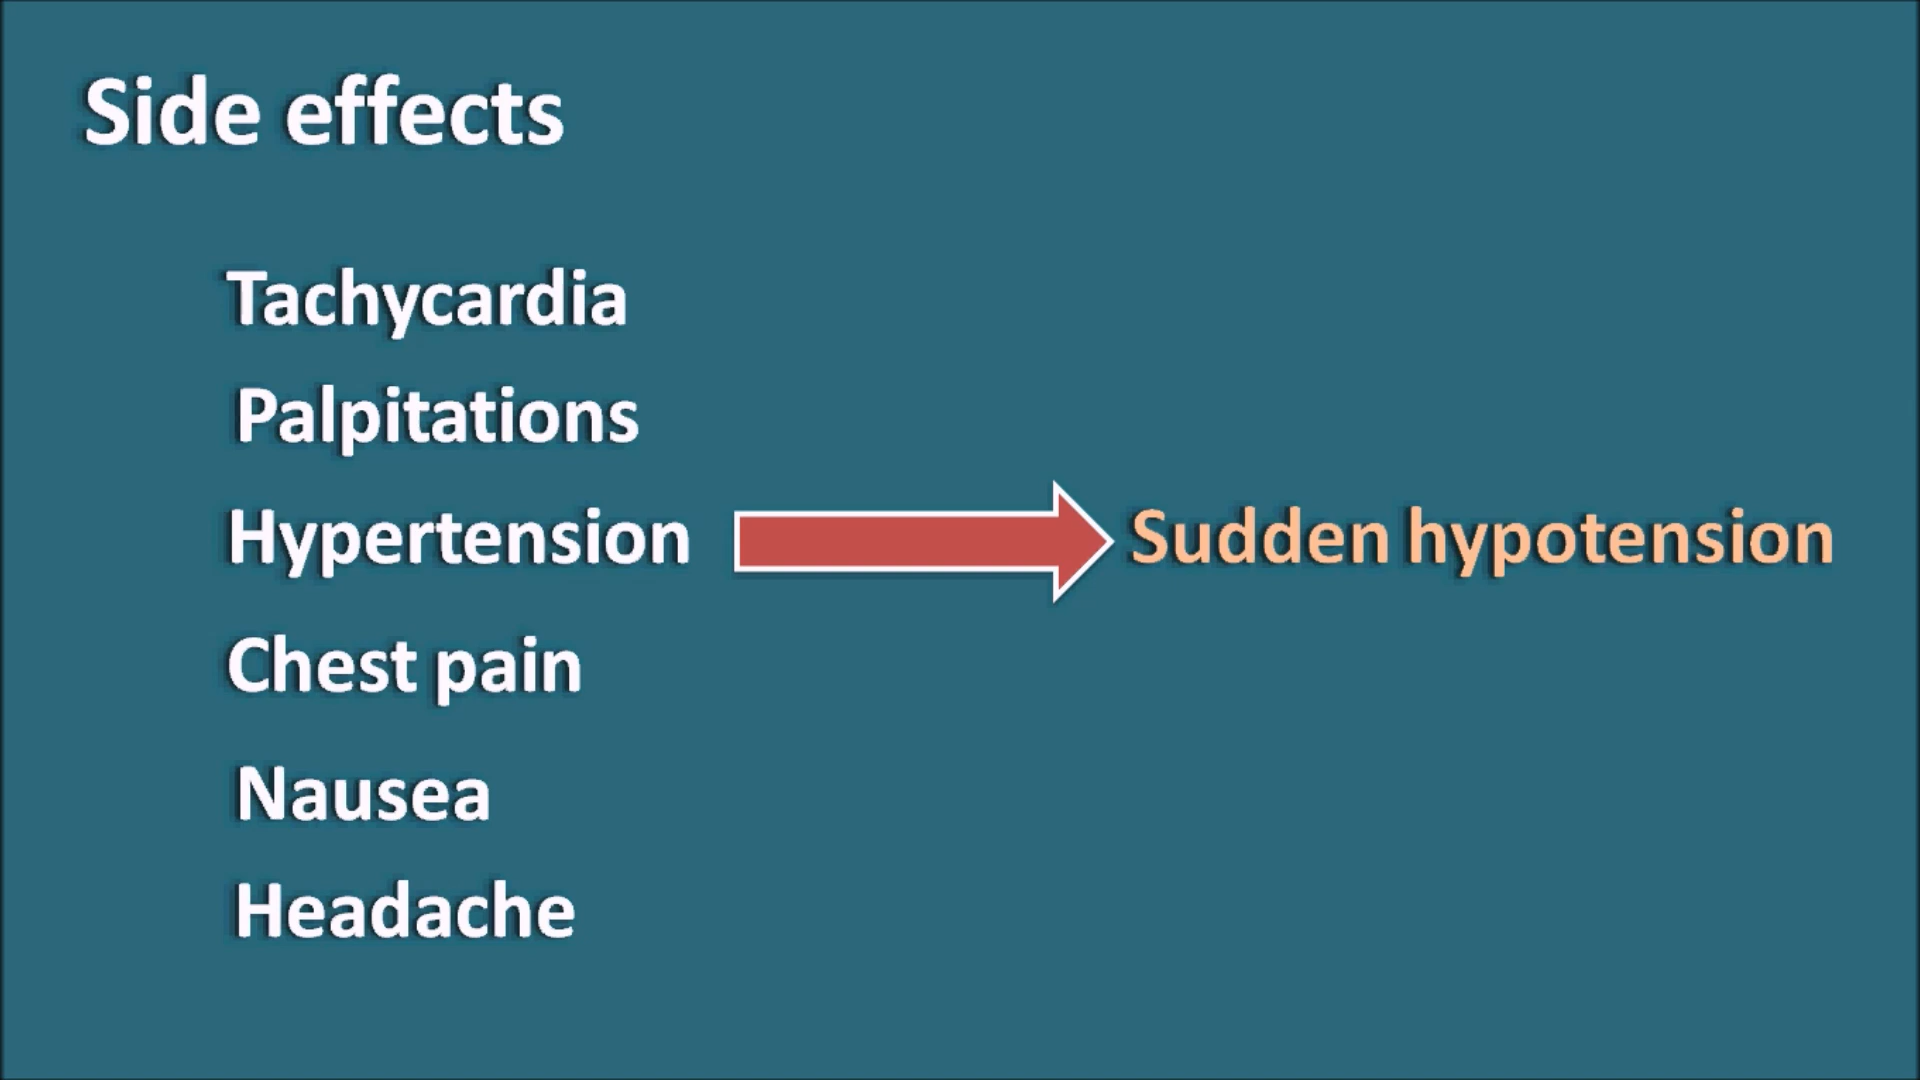 Side effects
Tachycardia
Palpitations
Hypertension
Sudden hypotension
Chest pain
Nausea
Headache